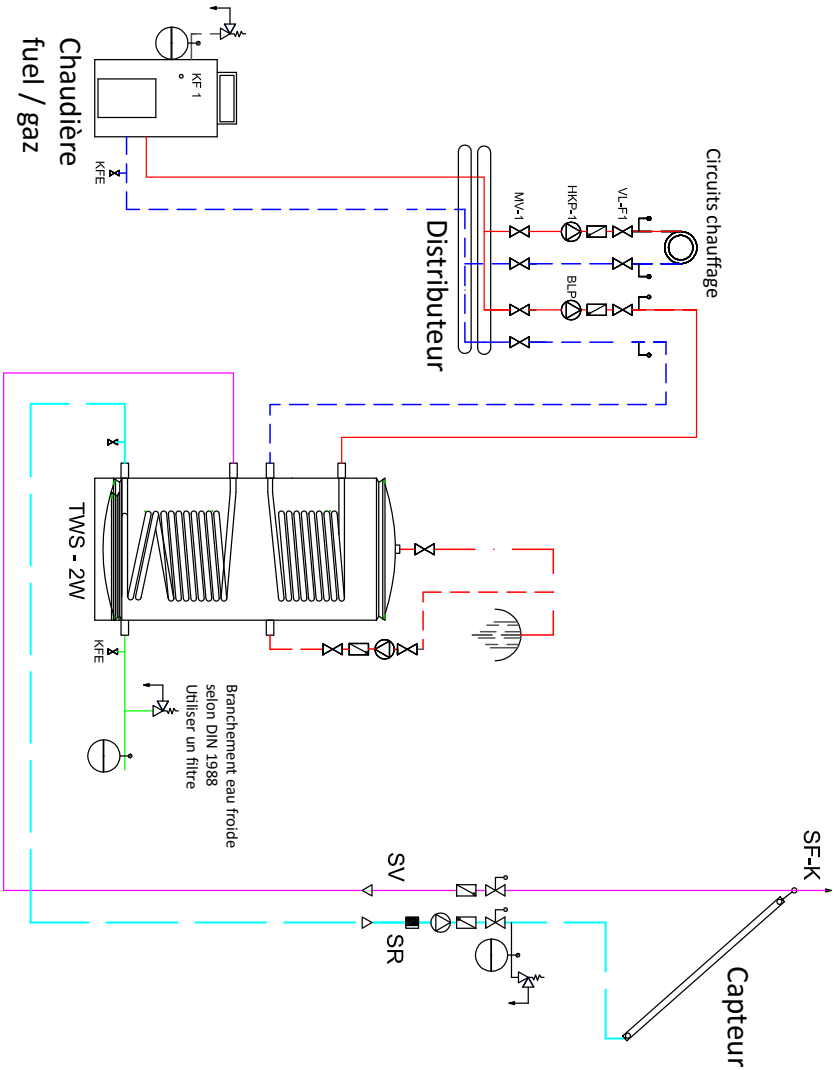 Chaudière
fuel / gaz
KF 1
KFE
Distributeur
MV-1
HKP-1
VL-F1
BLP
Circuits chauffage
TWS - 2W
KFE
Branchement eau froide
selon DIN 1988
Utiliser un filtre
SV
SR
SF-K
Capteur